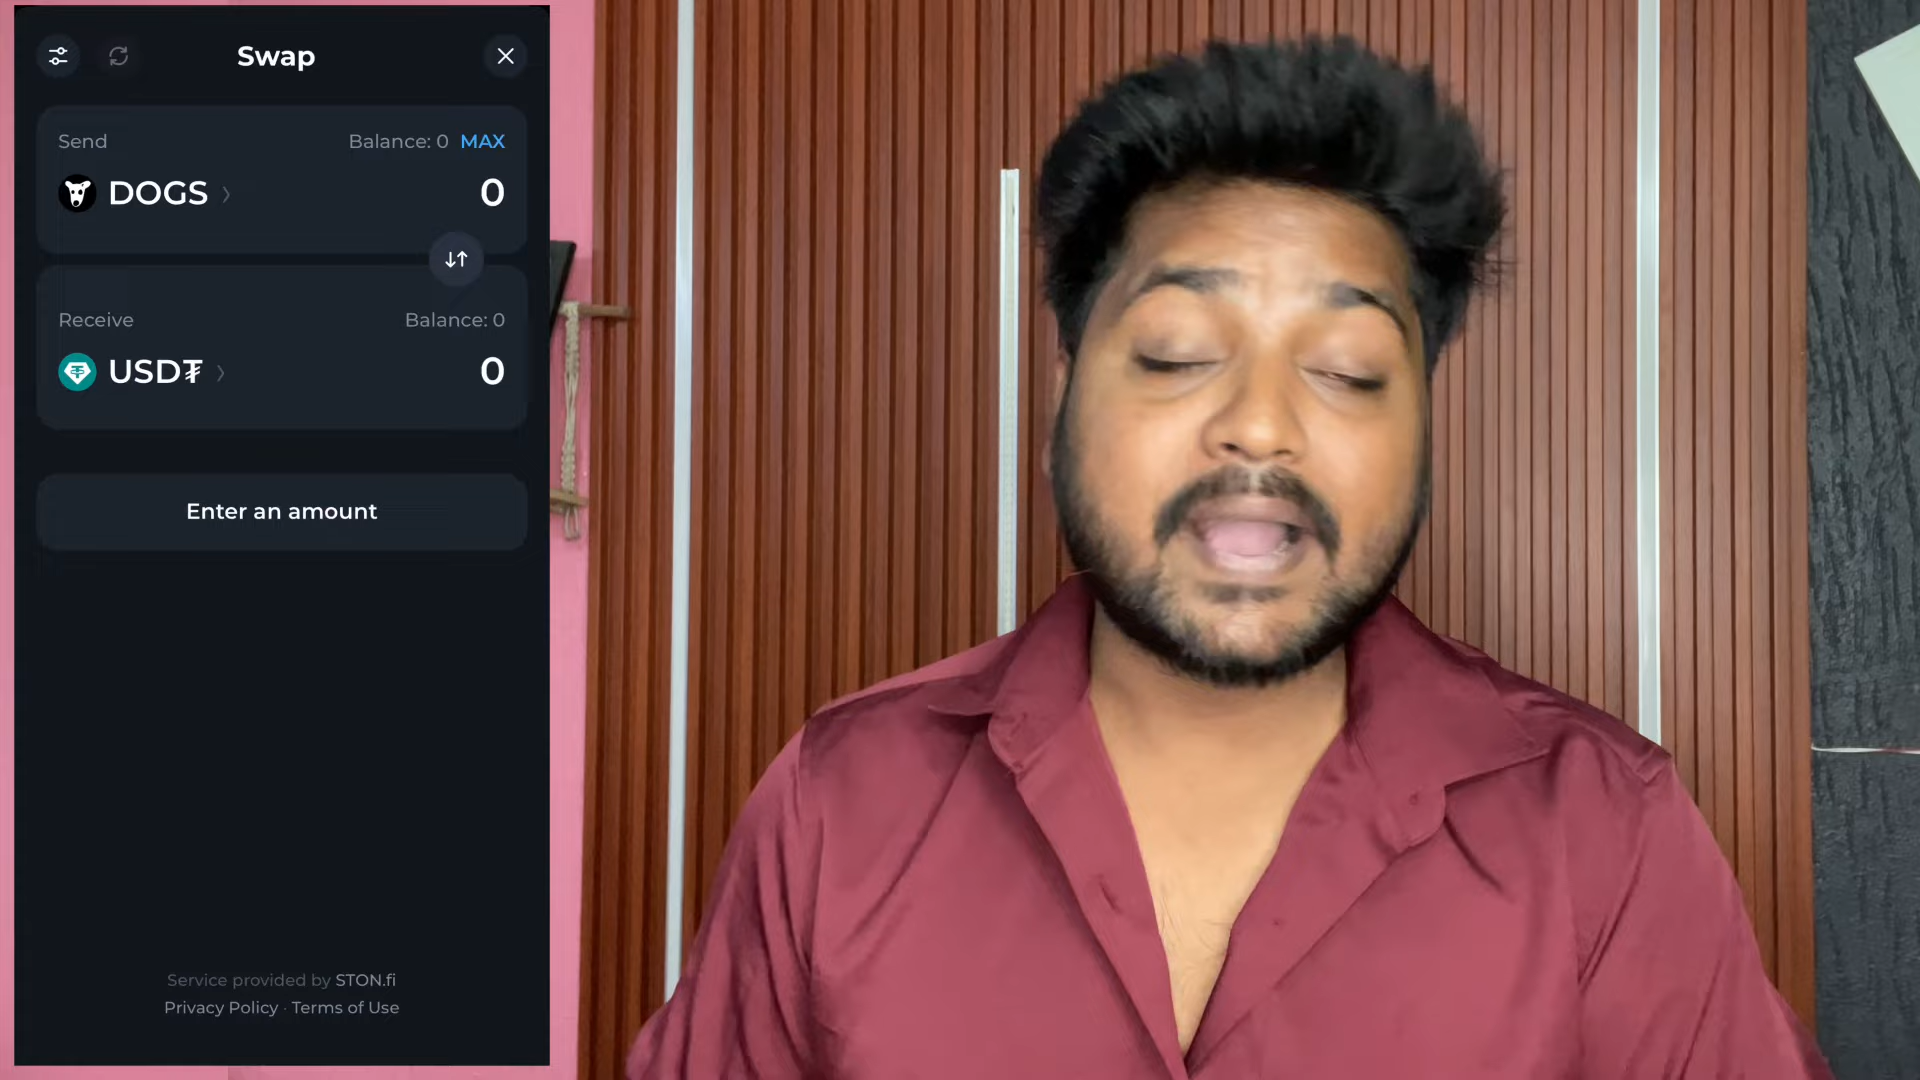 Swap
Send Balance: 0 MAX
DOGS 0
Receive Balance: 0
USD₮ 0
Enter an amount
Service provided by STON.fi
Privacy Policy · Terms of Use